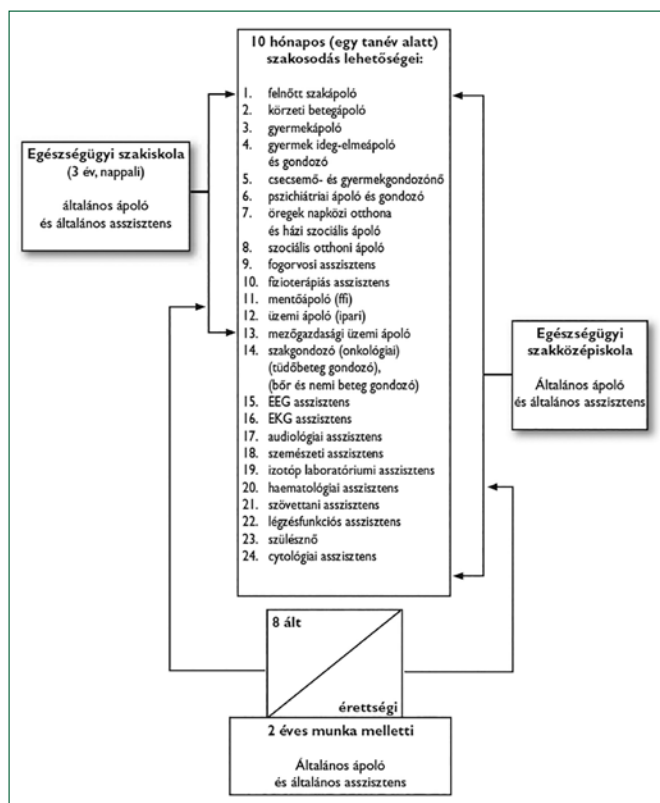 10 hónapos (egy tanév alatt)
szakosodás lehetőségei:
1. felnőtt szakápoló
2. körzeti betegápoló
3. gyermekápoló
4. gyermek ideg-elmeápoló
és gondozó
5. csecsemő- és gyermekgondozónő
6. pszichiátriai ápoló és gondozó
7. öregek napközi otthona
és házi szociális ápoló
8. szociális otthoni ápoló
9. fogorvosi asszisztens
10. fizioterápiás asszisztens
11. mentőápoló (ffi)
12. üzemi ápoló (ipari)
13. mezőgazdasági üzemi ápoló
14. szakgondozó (onkológiai)
(tüdőbeteg gondozó),
(bőr és nemi beteg gondozó)
15. EEG asszisztens
16. EKG asszisztens
17. audiológiai asszisztens
18. szemészeti asszisztens
19. izotóp laboratóriumi asszisztens
20. haematológiai asszisztens
21. szövettani asszisztens
22. légzésfunkciós asszisztens
23. szülésznő
24. cytológiai asszisztens
Egészségügyi szakiskola
(3 év, nappali)
általános ápoló
és általános asszisztens
Egészségügyi
szakközépiskola
Általános ápoló
és általános asszisztens
8 ált
érettségi
2 éves munka melletti
Általános ápoló
és általános asszisztens